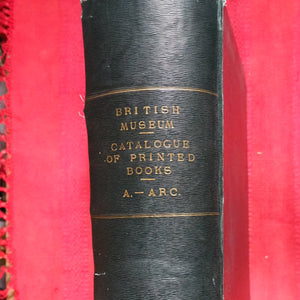 BRITISH
MUSEUM
CATALOGUE
OF PRINTED
BOOKS
A.—ARC.